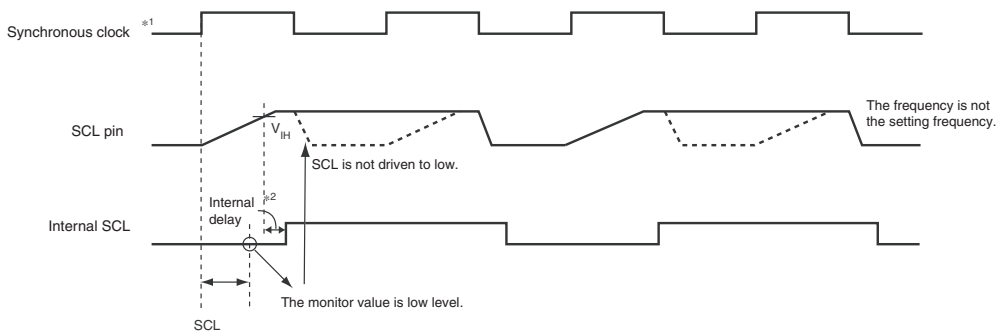 Synchronous clock *1
SCL pin
VIH
The frequency is not
the setting frequency.
SCL is not driven to low.
Internal *2
delay
Internal SCL
The monitor value is low level.
SCL